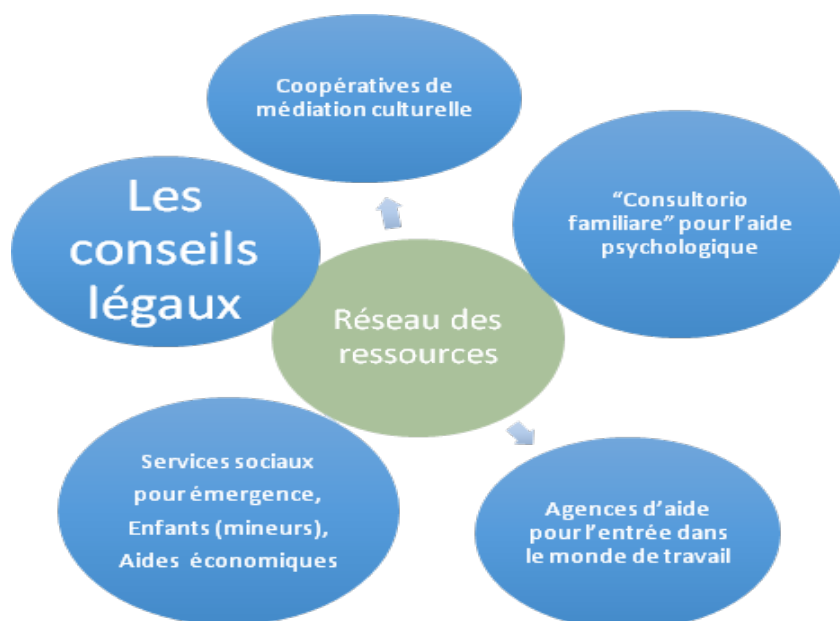 Coopératives de
médiation culturelle
Les
conseils
légaux
“Consultorio
familiare” pour l’aide
psychologique
Réseau des
ressources
Services sociaux
pour émergence,
Enfants (mineurs),
Aides économiques
Agences d’aide
pour l’entrée dans
le monde de travail